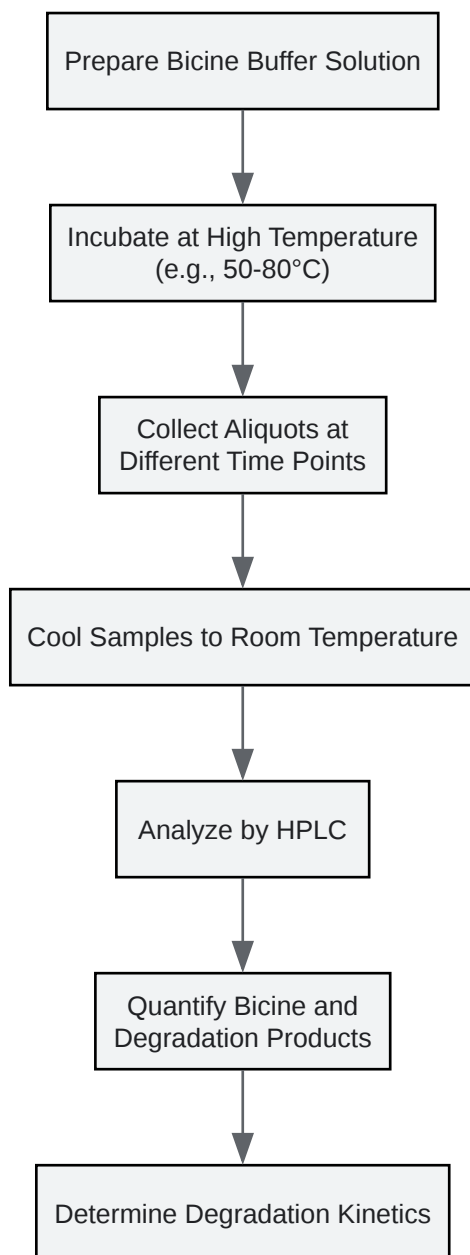 Prepare Bicine Buffer Solution
Incubate at High Temperature
(e.g., 50-80°C)
Collect Aliquots at
Different Time Points
Cool Samples to Room Temperature
Analyze by HPLC
Quantify Bicine and
Degradation Products
Determine Degradation Kinetics